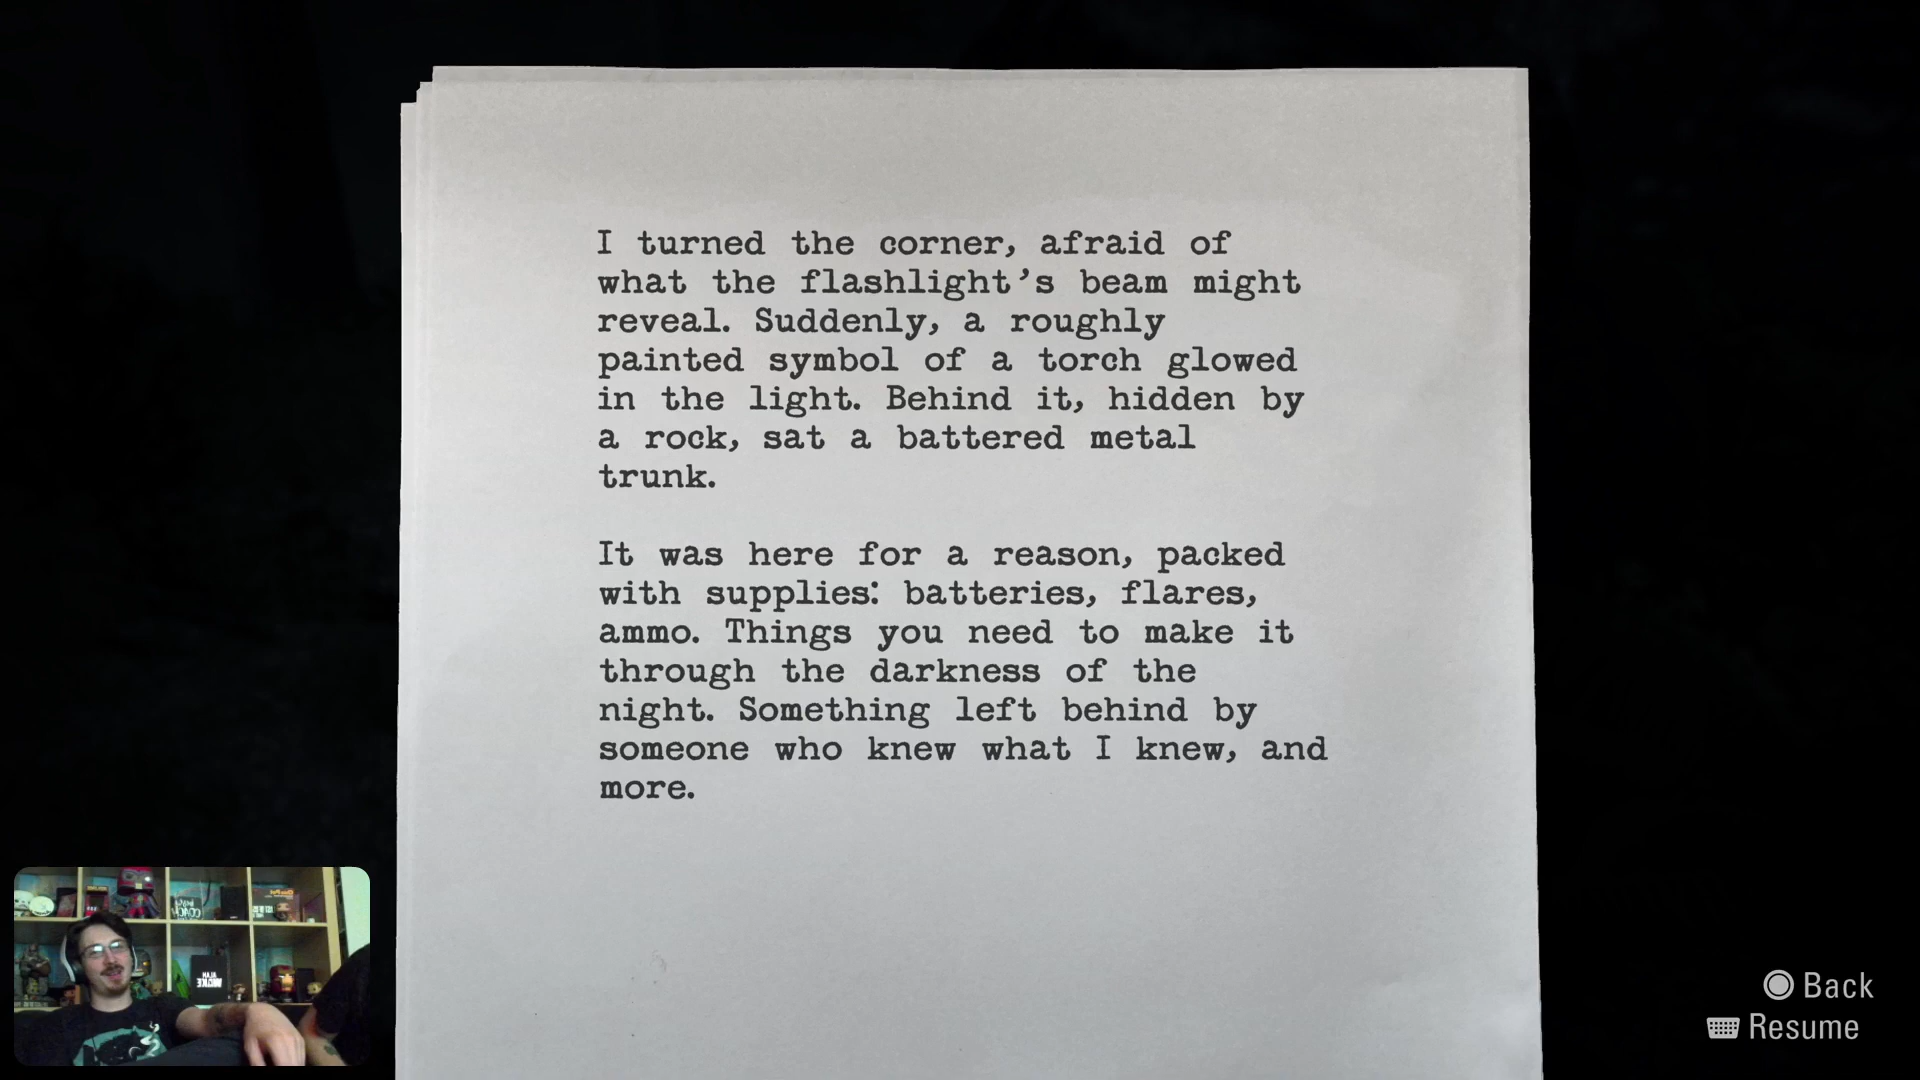 I turned the corner, afraid of
what the flashlight's beam might
reveal. Suddenly, a roughly
painted symbol of a torch glowed
in the light. Behind it, hidden by
a rock, sat a battered metal
trunk.
It was here for a reason, packed
with supplies: batteries, flares,
ammo. Things you need to make it
through the darkness of the
night. Something left behind by
someone who knew what I knew, and
more.
ALAN
WAKE
Back
Resume